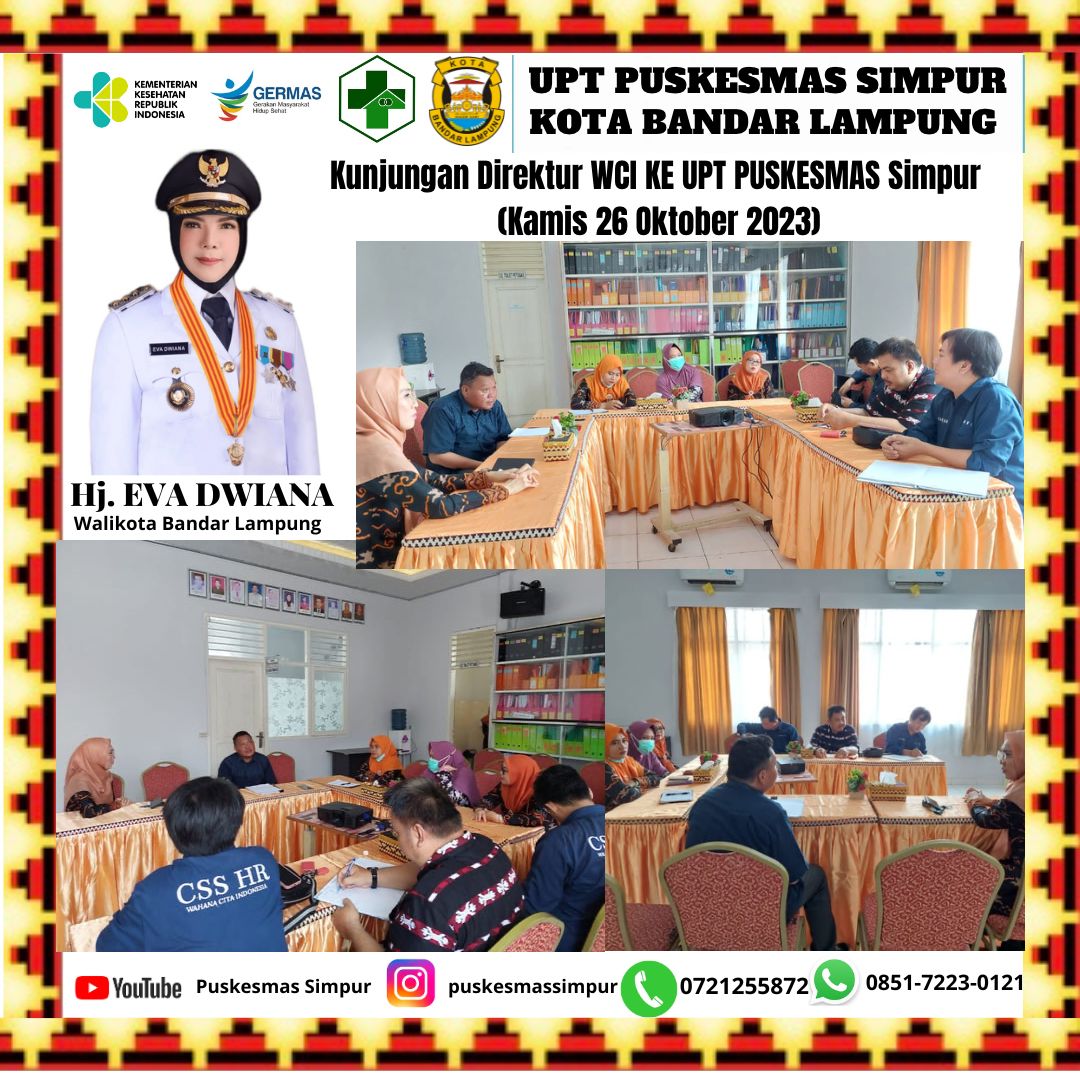 KEMENTERIAN
KESEHATAN
REPUBLIK
INDONESIA
GERMAS
Gerakan Masyarakat
Hidup Sehat
KOTA
BANDAR LAMPUNG
UPT PUSKESMAS SIMPUR
KOTA BANDAR LAMPUNG
Kunjungan Direktur WCI KE UPT PUSKESMAS Simpur
(Kamis 26 Oktober 2023)
EVA DWIANA
Hj. EVA DWIANA
Walikota Bandar Lampung
CSS HR
WAHANA CITA INDONESIA
CS
YouTube
Puskesmas Simpur
puskesmassimpur
0721255872
0851-7223-0121